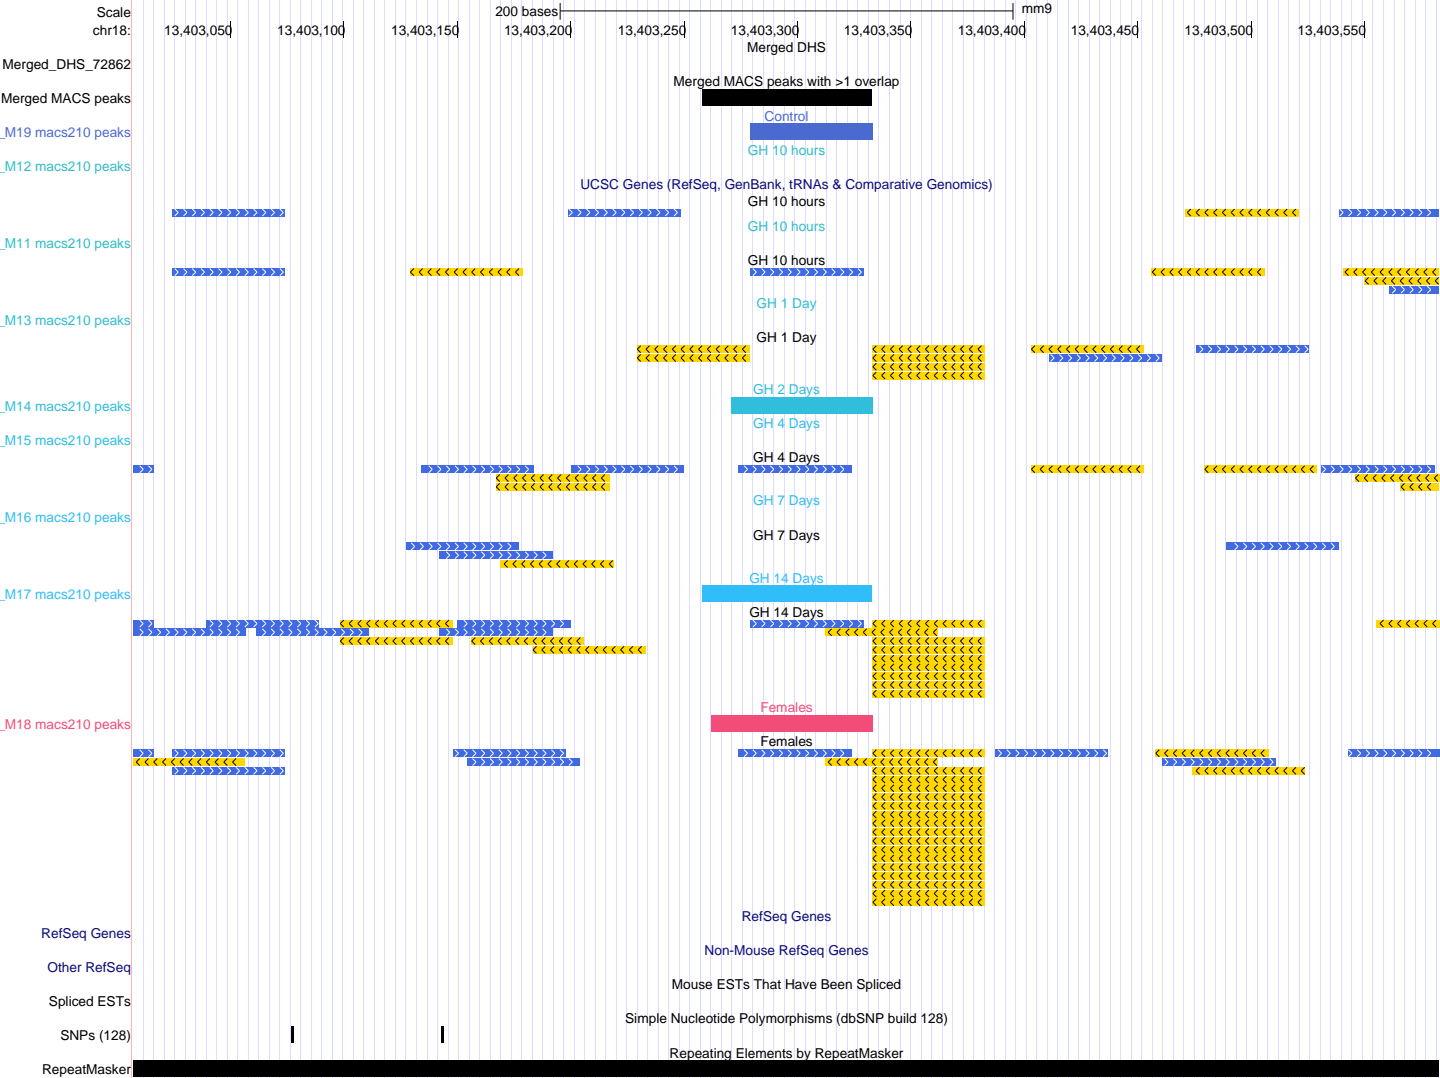 Scale 200 bases mm9
chr18: 13,403,050 13,403,100 13,403,150 13,403,200 13,403,250 13,403,300 13,403,350 13,403,400 13,403,450 13,403,500 13,403,550
Merged DHS
Merged_DHS_72862
Merged MACS peaks with >1 overlap
Merged MACS peaks
Control
_M19 macs210 peaks
GH 10 hours
_M12 macs210 peaks
UCSC Genes (RefSeq, GenBank, tRNAs & Comparative Genomics)
GH 10 hours
GH 10 hours
_M11 macs210 peaks
GH 10 hours
GH 1 Day
_M13 macs210 peaks
GH 1 Day
GH 2 Days
_M14 macs210 peaks
GH 4 Days
_M15 macs210 peaks
GH 4 Days
GH 7 Days
_M16 macs210 peaks
GH 7 Days
GH 14 Days
_M17 macs210 peaks
GH 14 Days
Females
_M18 macs210 peaks
Females
RefSeq Genes
RefSeq Genes
Non-Mouse RefSeq Genes
Other RefSeq
Mouse ESTs That Have Been Spliced
Spliced ESTs
Simple Nucleotide Polymorphisms (dbSNP build 128)
SNPs (128)
Repeating Elements by RepeatMasker
RepeatMasker